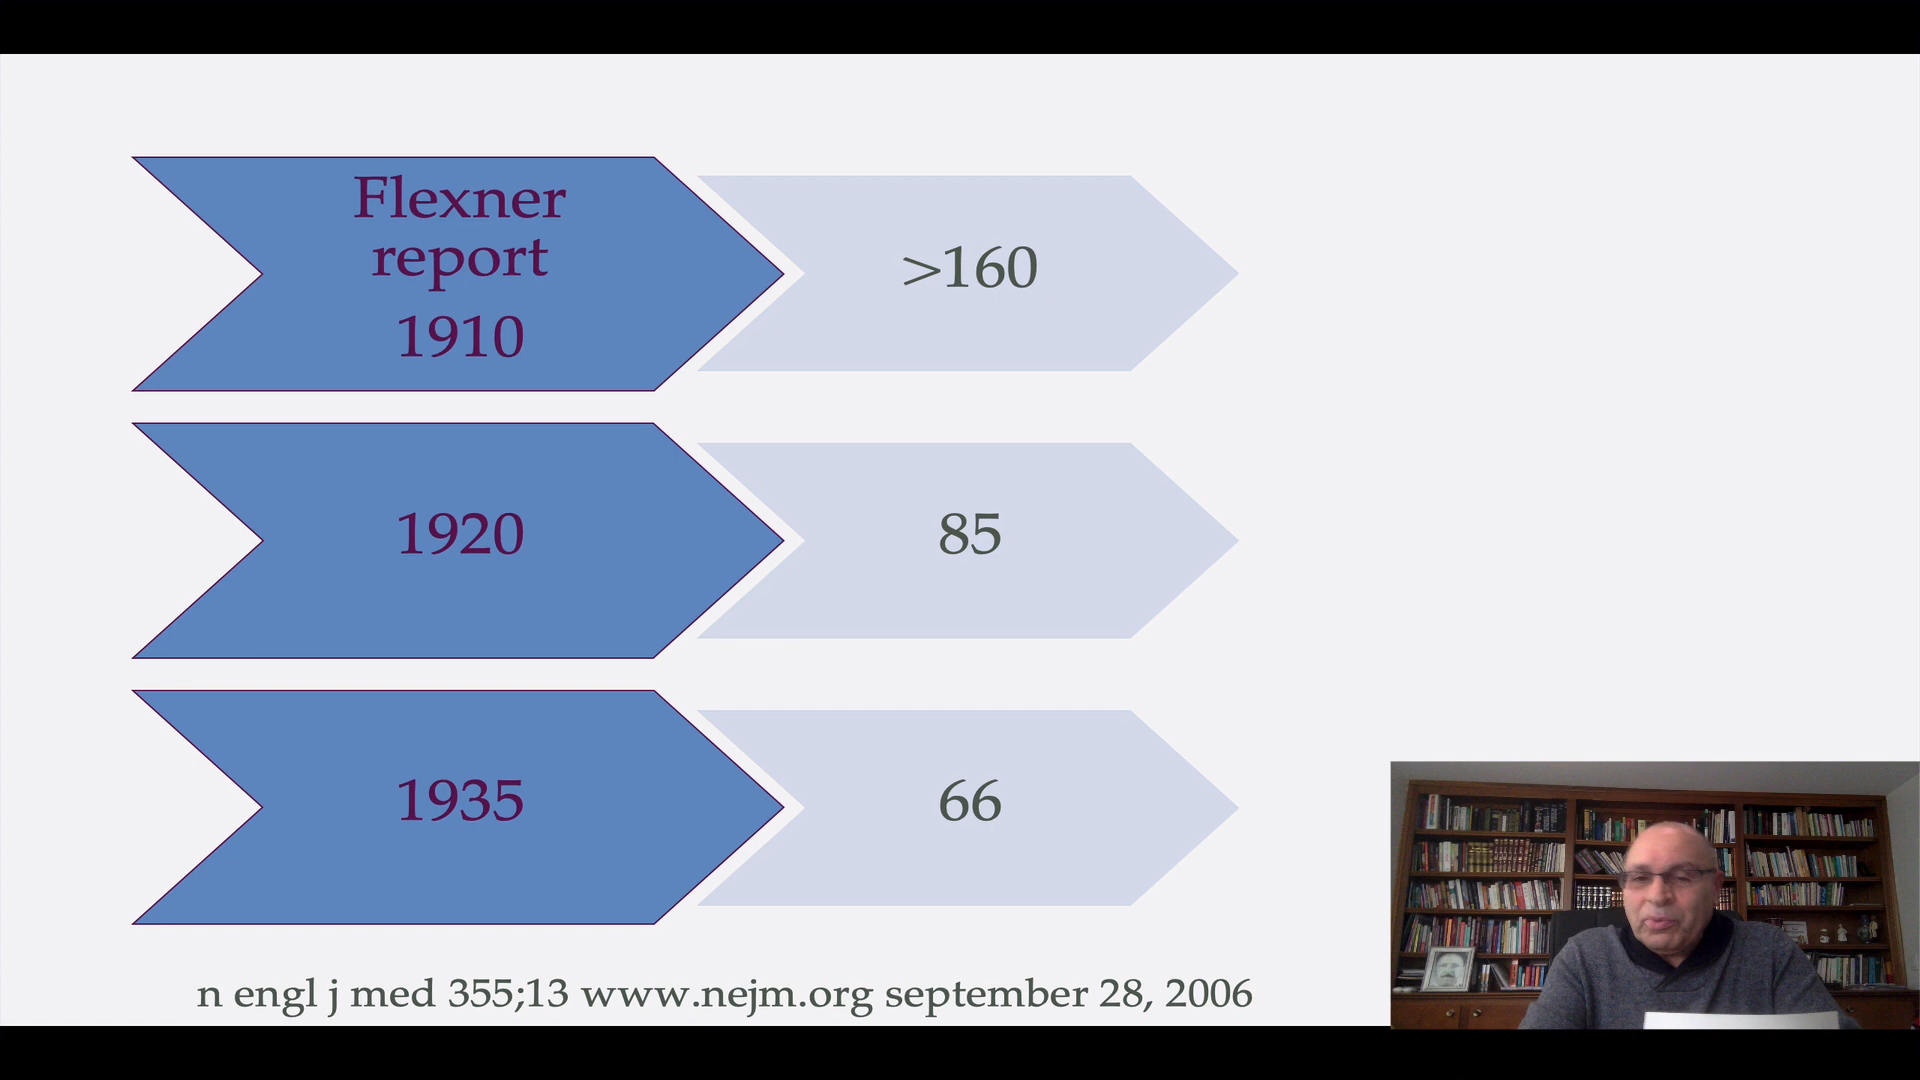 Flexner
report
1910
>160
1920
85
1935
66
n engl j med 355;13 www.nejm.org september 28, 2006